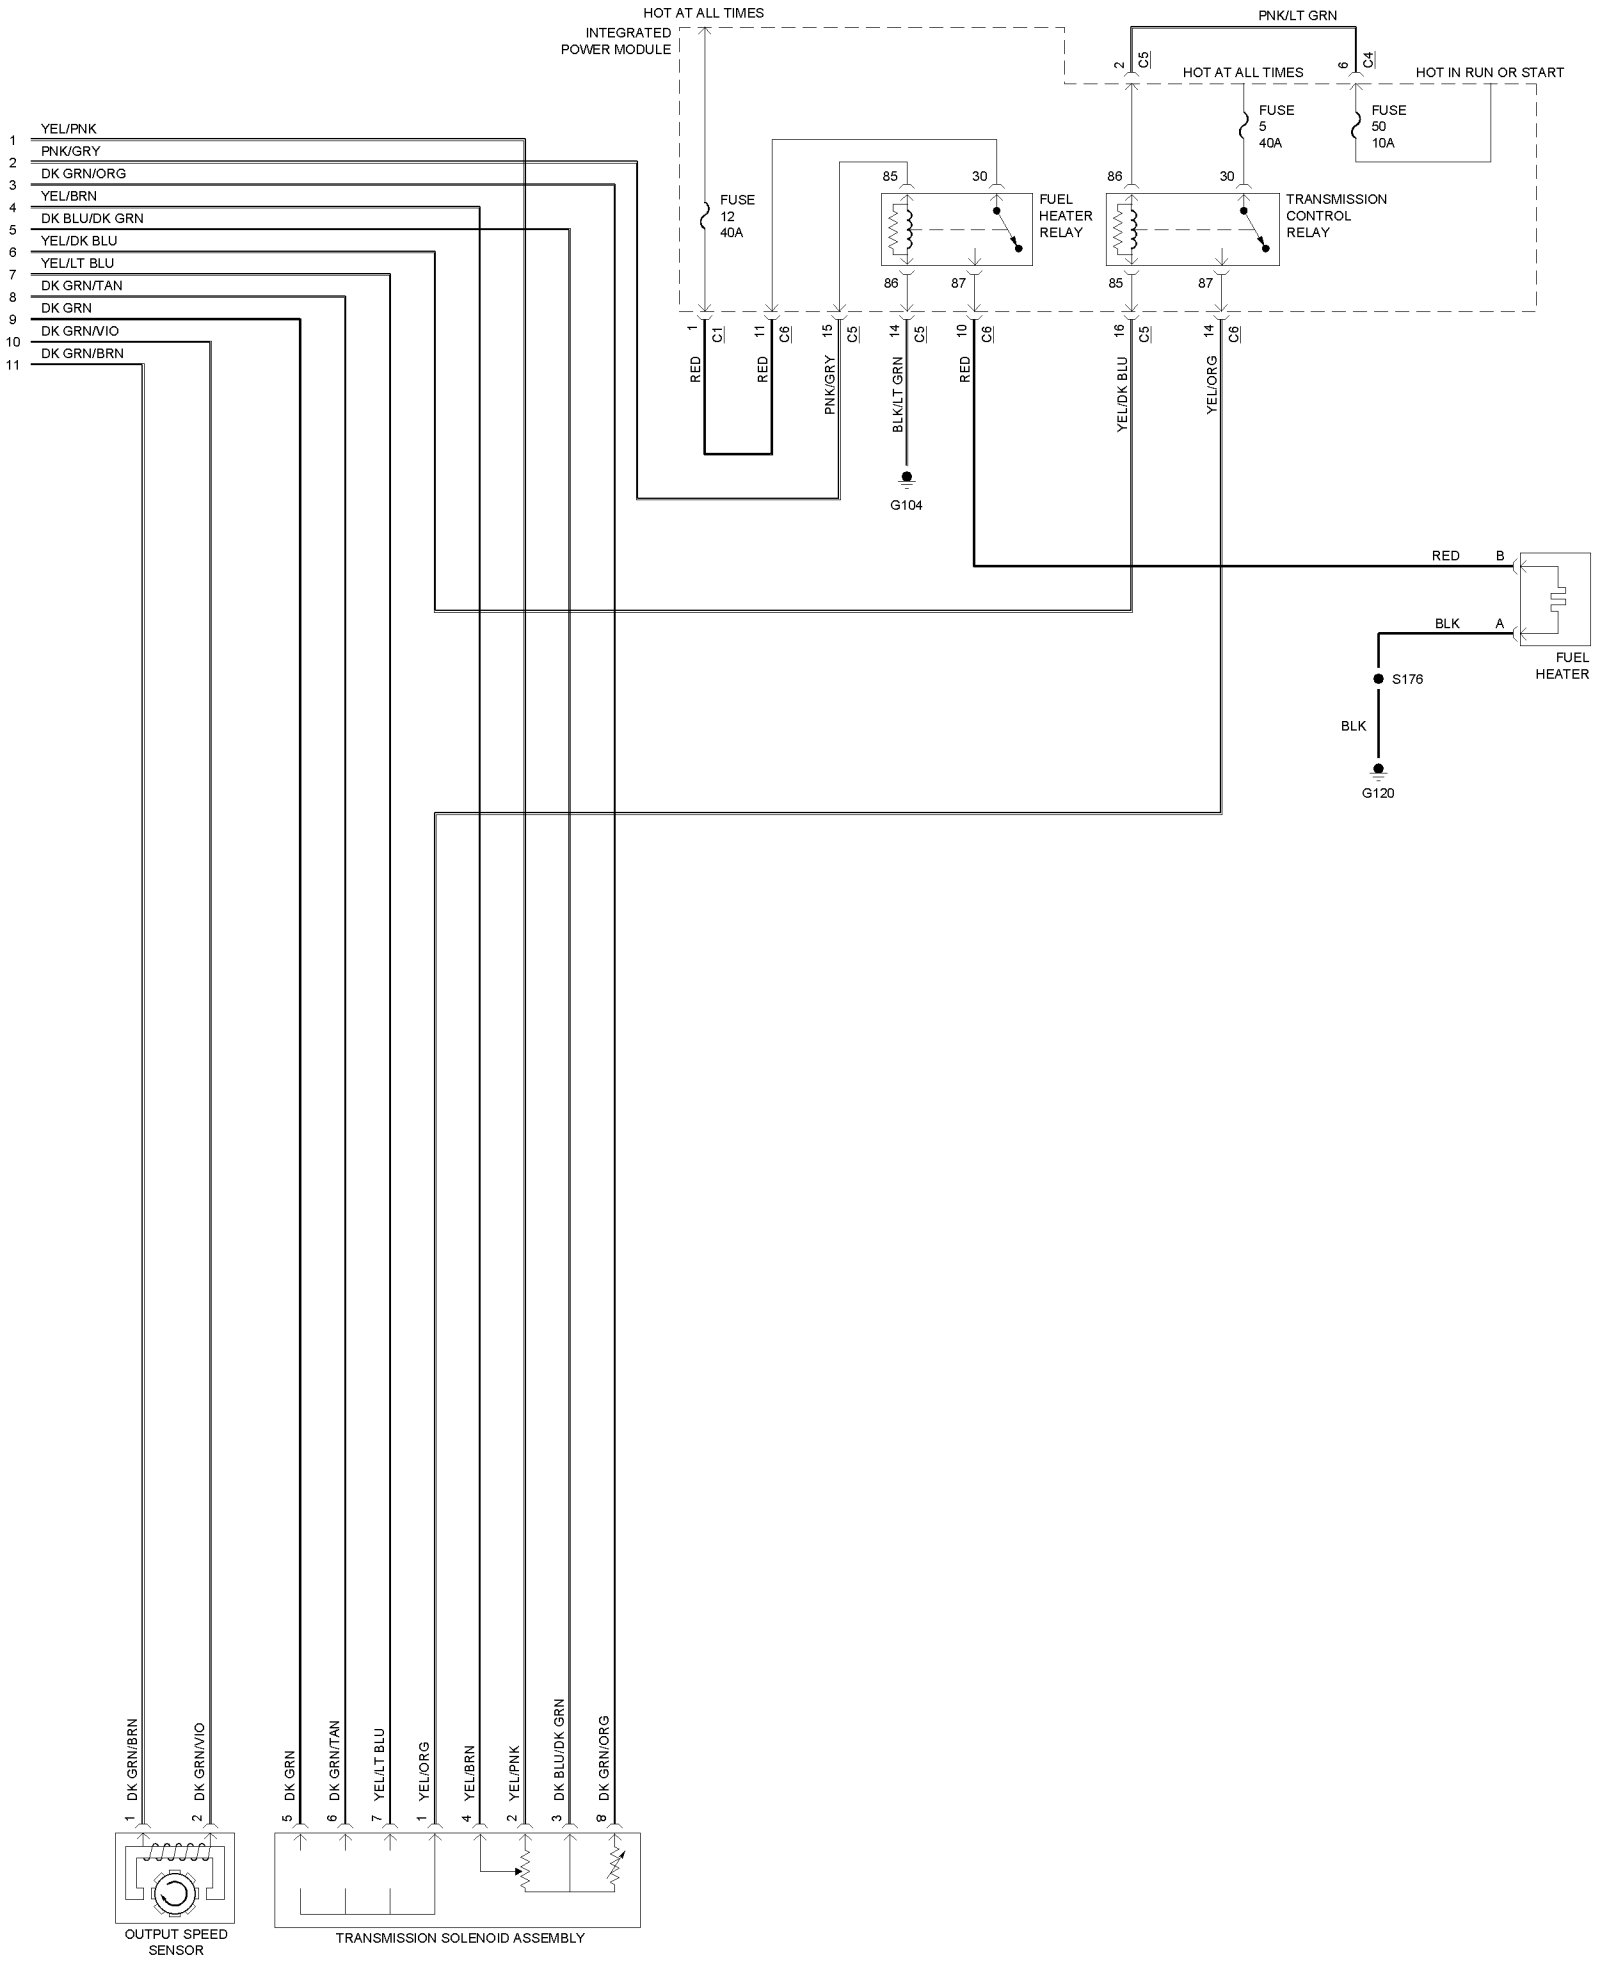 HOT AT ALL TIMES
INTEGRATED
POWER MODULE
PNK/LT GRN
2
C5
6
C4
HOT AT ALL TIMES
HOT IN RUN OR START
FUSE
5
40A
FUSE
50
10A
1 YEL/PNK
2 PNK/GRY
3 DK GRN/ORG
4 YEL/BRN
5 DK BLU/DK GRN
6 YEL/DK BLU
7 YEL/LT BLU
8 DK GRN/TAN
9 DK GRN
10 DK GRN/VIO
11 DK GRN/BRN
FUSE
12
40A
85
30
FUEL
HEATER
RELAY
86
87
86
30
TRANSMISSION
CONTROL
RELAY
85
87
1
C1
11
C6
15
C5
14
C5
10
C6
16
C5
14
C6
RED
RED
PNK/GRY
BLK/LT GRN
RED
YEL/DK BLU
YEL/ORG
G104
RED
B
BLK
A
FUEL
HEATER
S176
BLK
G120
DK GRN/BRN
DK GRN/VIO
DK GRN
DK GRN/TAN
YEL/LT BLU
YEL/ORG
YEL/BRN
YEL/PNK
DK BLU/DK GRN
DK GRN/ORG
1
2
5
6
7
1
4
2
3
8
OUTPUT SPEED
SENSOR
TRANSMISSION SOLENOID ASSEMBLY